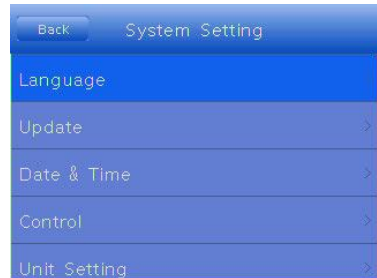 Back System Setting
Language
Update
Date & Time
Control
Unit Setting